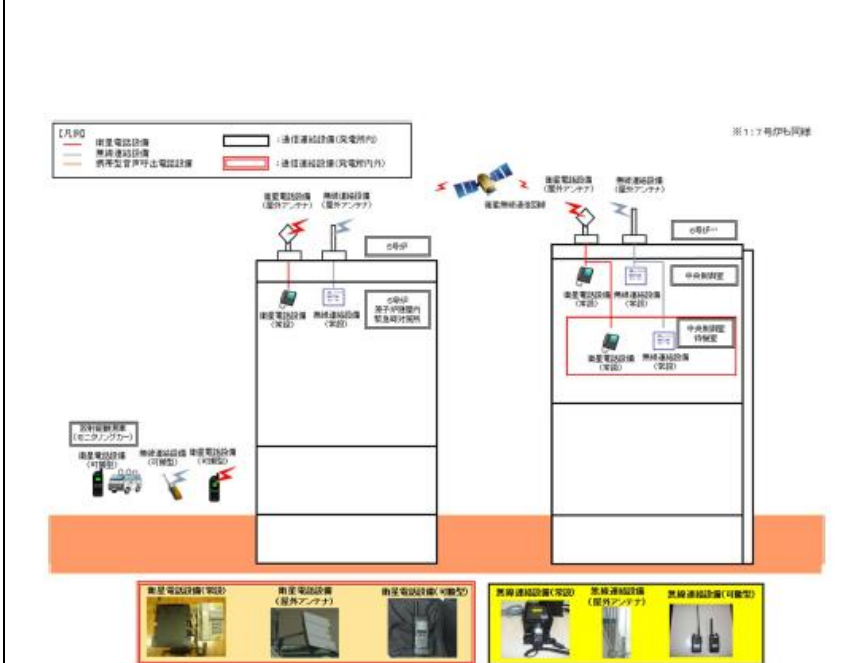 【凡例】
衛星電話設備
無線連絡設備
携帯型音声呼出電話設備
：通信連絡設備(発電所内)
：通信連絡設備(発電所内外)
※1：7号炉も同様
衛星電話設備
(屋外アンテナ)
無線連絡設備
(屋外アンテナ)
5号炉
衛星電話設備
(常設)
無線連絡設備
(常設)
5号炉
原子炉建屋内
緊急時対策所
衛星無線通信回線
衛星電話設備
(屋外アンテナ)
無線連絡設備
(屋外アンテナ)
6号炉※1
中央制御室
衛星電話設備
(常設)
無線連絡設備
(常設)
中央制御室
待機室
衛星電話設備
(常設)
無線連絡設備
(常設)
放射能観測車
(モニタリングカー)
衛星電話設備
(可搬型)
無線連絡設備
(可搬型)
衛星電話設備
(可搬型)
衛星電話設備(常設)
衛星電話設備
(屋外アンテナ)
衛星電話設備(可搬型)
無線連絡設備(常設)
無線連絡設備
(屋外アンテナ)
無線連絡設備(可搬型)